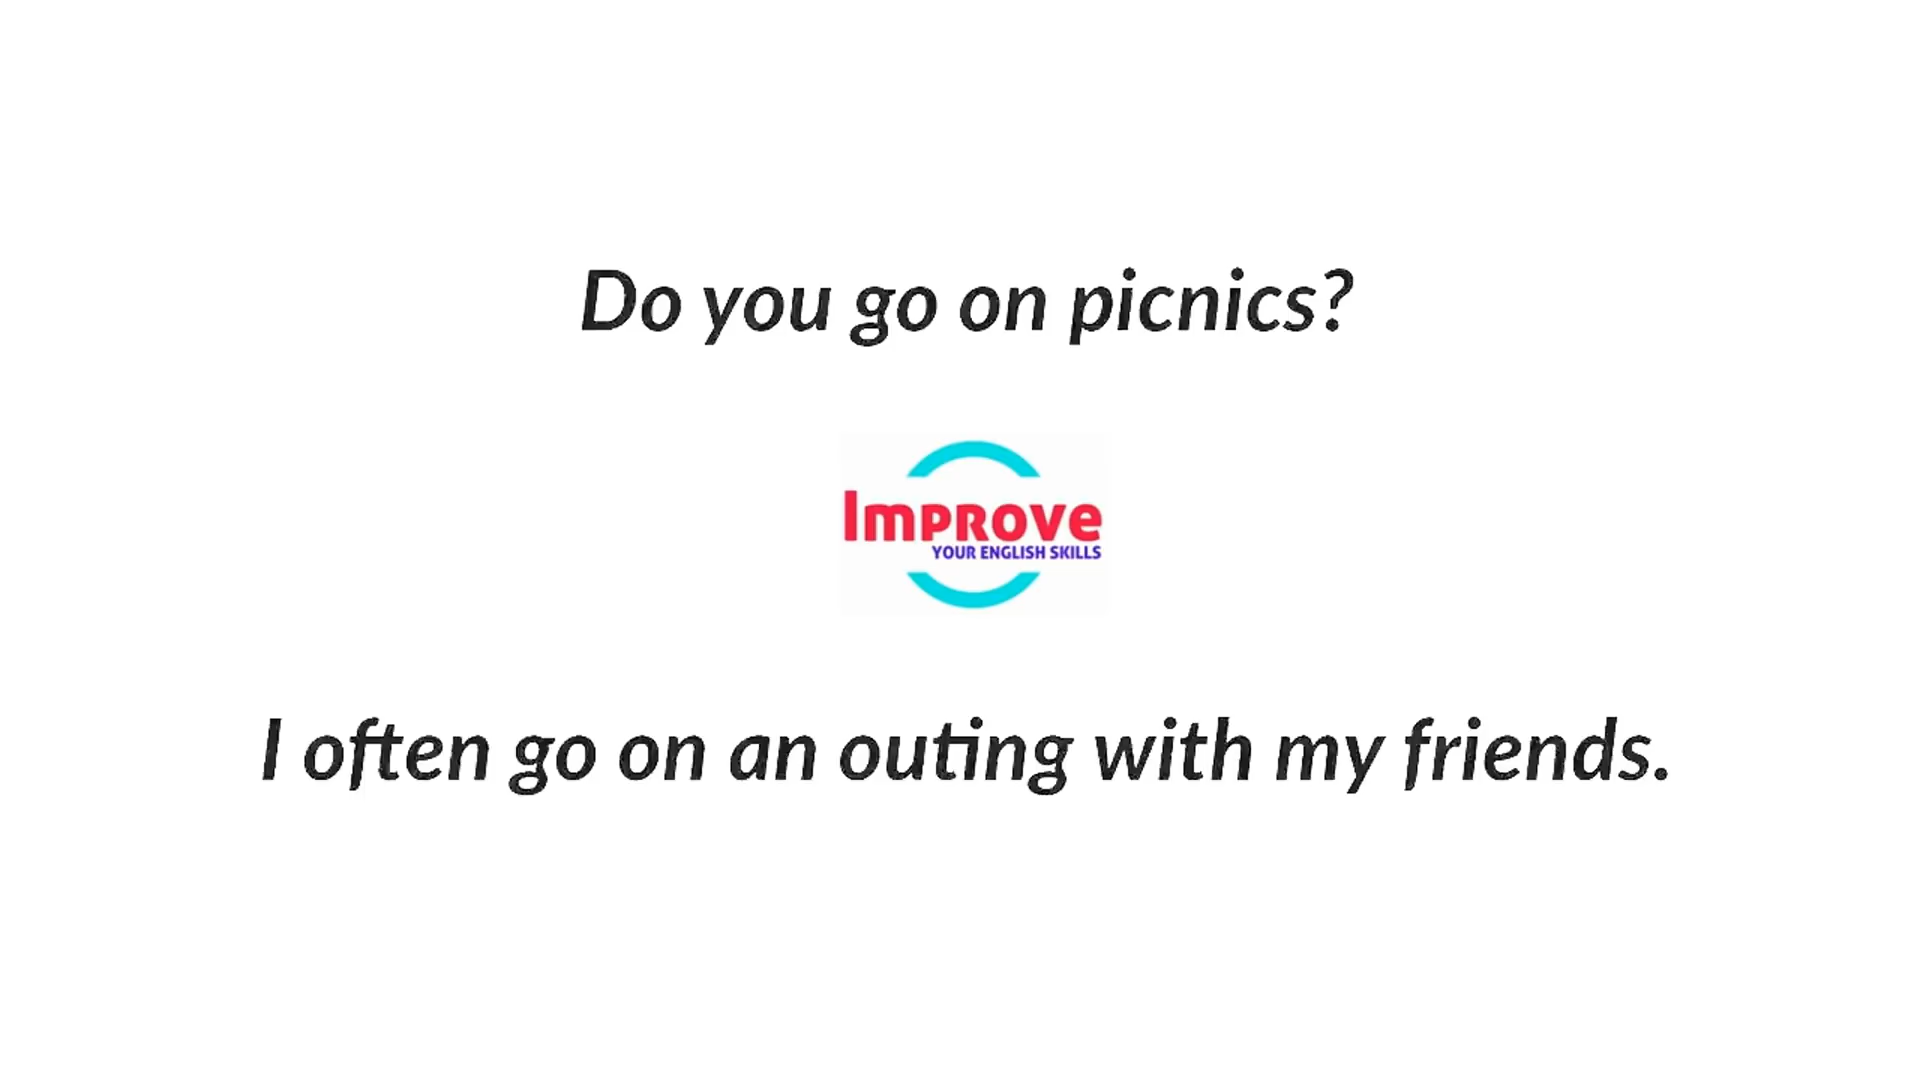 Do you go on picnics?
Improve
YOUR ENGLISH SKILLS
I often go on an outing with my friends.